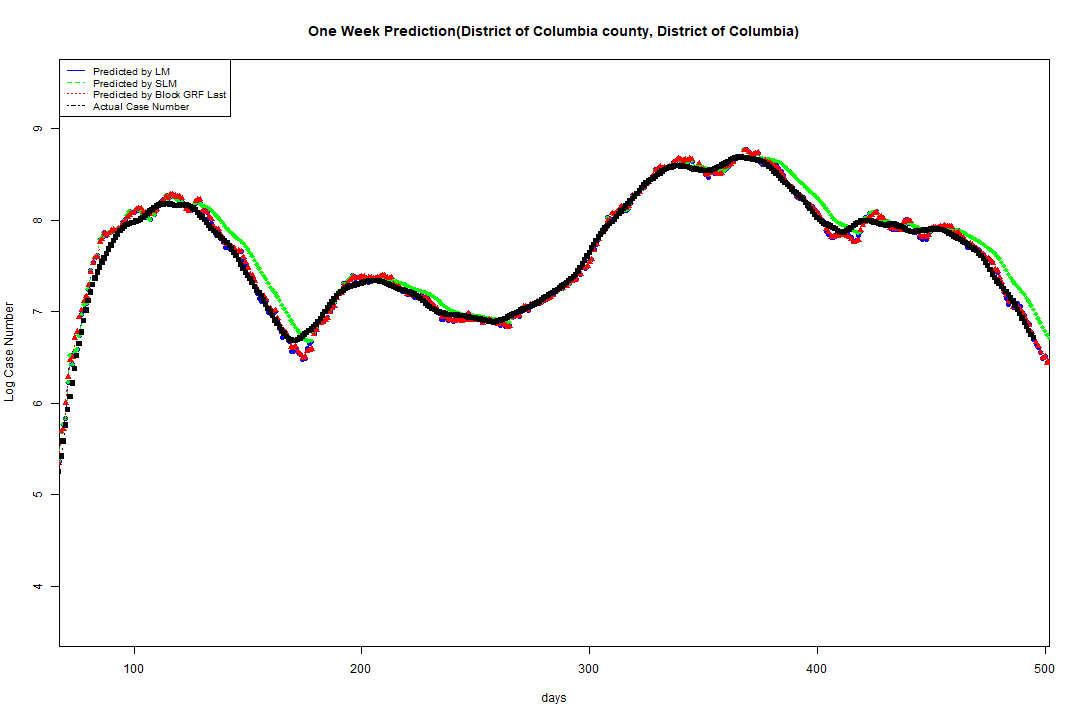 One Week Prediction(District of Columbia county, District of Columbia)
Predicted by LM
Predicted by SLM
Predicted by Block GRF Last
Actual Case Number
9
8
7
6
5
4
Log Case Number
100 200 300 400 500
days